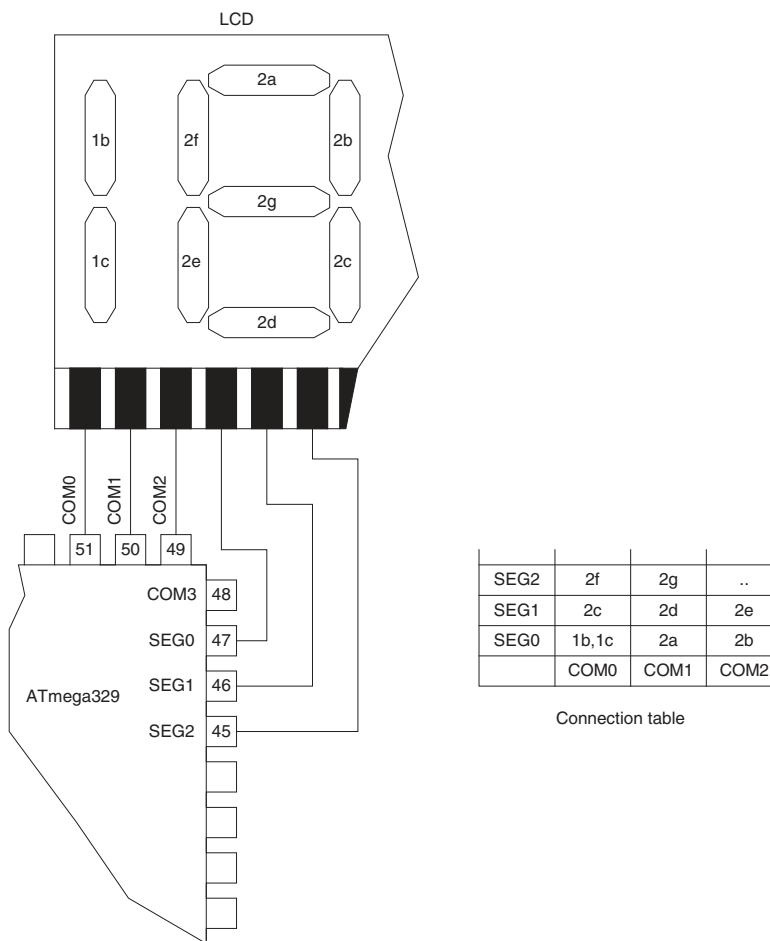 LCD
2a
1b 2f 2b
2g
1c 2e 2c
2d
COM0 COM1 COM2
51 50 49
COM3 48
SEG0 47
SEG1 46
ATmega329
SEG2 45
SEG2 2f 2g ..
SEG1 2c 2d 2e
SEG0 1b,1c 2a 2b
COM0 COM1 COM2
Connection table